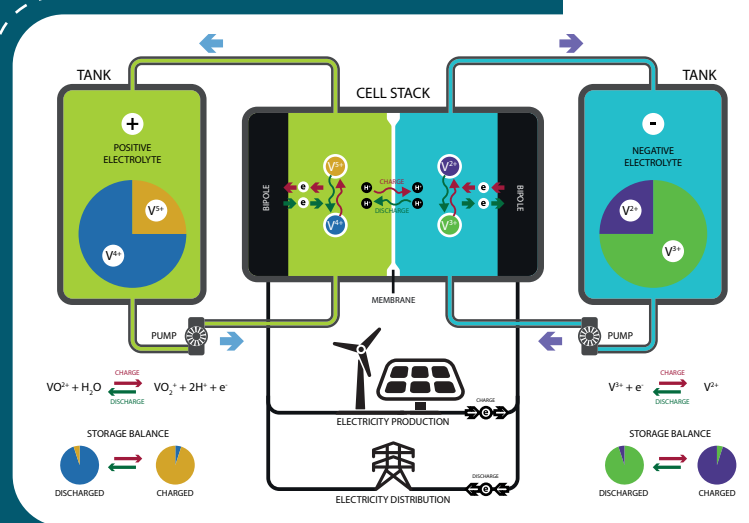 TANK
+
POSITIVE
ELECTROLYTE
V⁵⁺
V⁴⁺
CELL STACK
BIPOLE
V⁵⁺
V²⁺
CHARGE
e
e
H⁺
H⁺
e
e
H⁺
H⁺
DISCHARGE
V⁴⁺
V³⁺
BIPOLE
MEMBRANE
TANK
-
NEGATIVE
ELECTROLYTE
V²⁺
V³⁺
PUMP
PUMP
VO²⁺ + H₂O
CHARGE
DISCHARGE
VO₂⁺ + 2H⁺ + e⁻
STORAGE BALANCE
DISCHARGED
CHARGED
CHARGE
e
ELECTRICITY PRODUCTION
DISCHARGE
e
ELECTRICITY DISTRIBUTION
V³⁺ + e⁻
CHARGE
DISCHARGE
V²⁺
STORAGE BALANCE
DISCHARGED
CHARGED